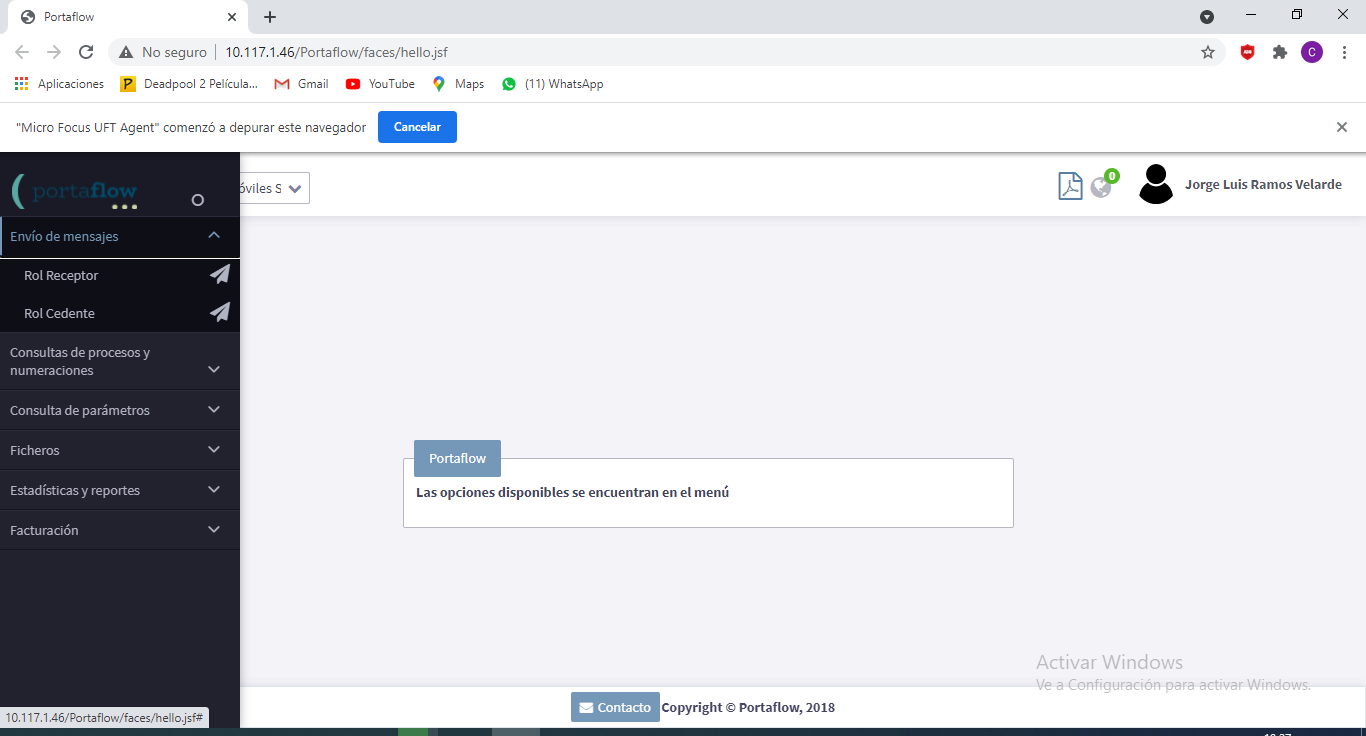 Portaflow
No seguro
10.117.1.46/Portaflow/faces/hello.jsf
C
Aplicaciones
Deadpool 2 Película...
Gmail
YouTube
Maps
(11) WhatsApp
"Micro Focus UFT Agent" comenzó a depurar este navegador
Cancelar
portaflow
óviles S
0
Jorge Luis Ramos Velarde
Envío de mensajes
Rol Receptor
Rol Cedente
Consultas de procesos y
numeraciones
Consulta de parámetros
Ficheros
Estadísticas y reportes
Facturación
Portaflow
Las opciones disponibles se encuentran en el menú
Activar Windows
Ve a Configuración para activar Windows.
Contacto Copyright © Portaflow, 2018
10.117.1.46/Portaflow/faces/hello.jsf#